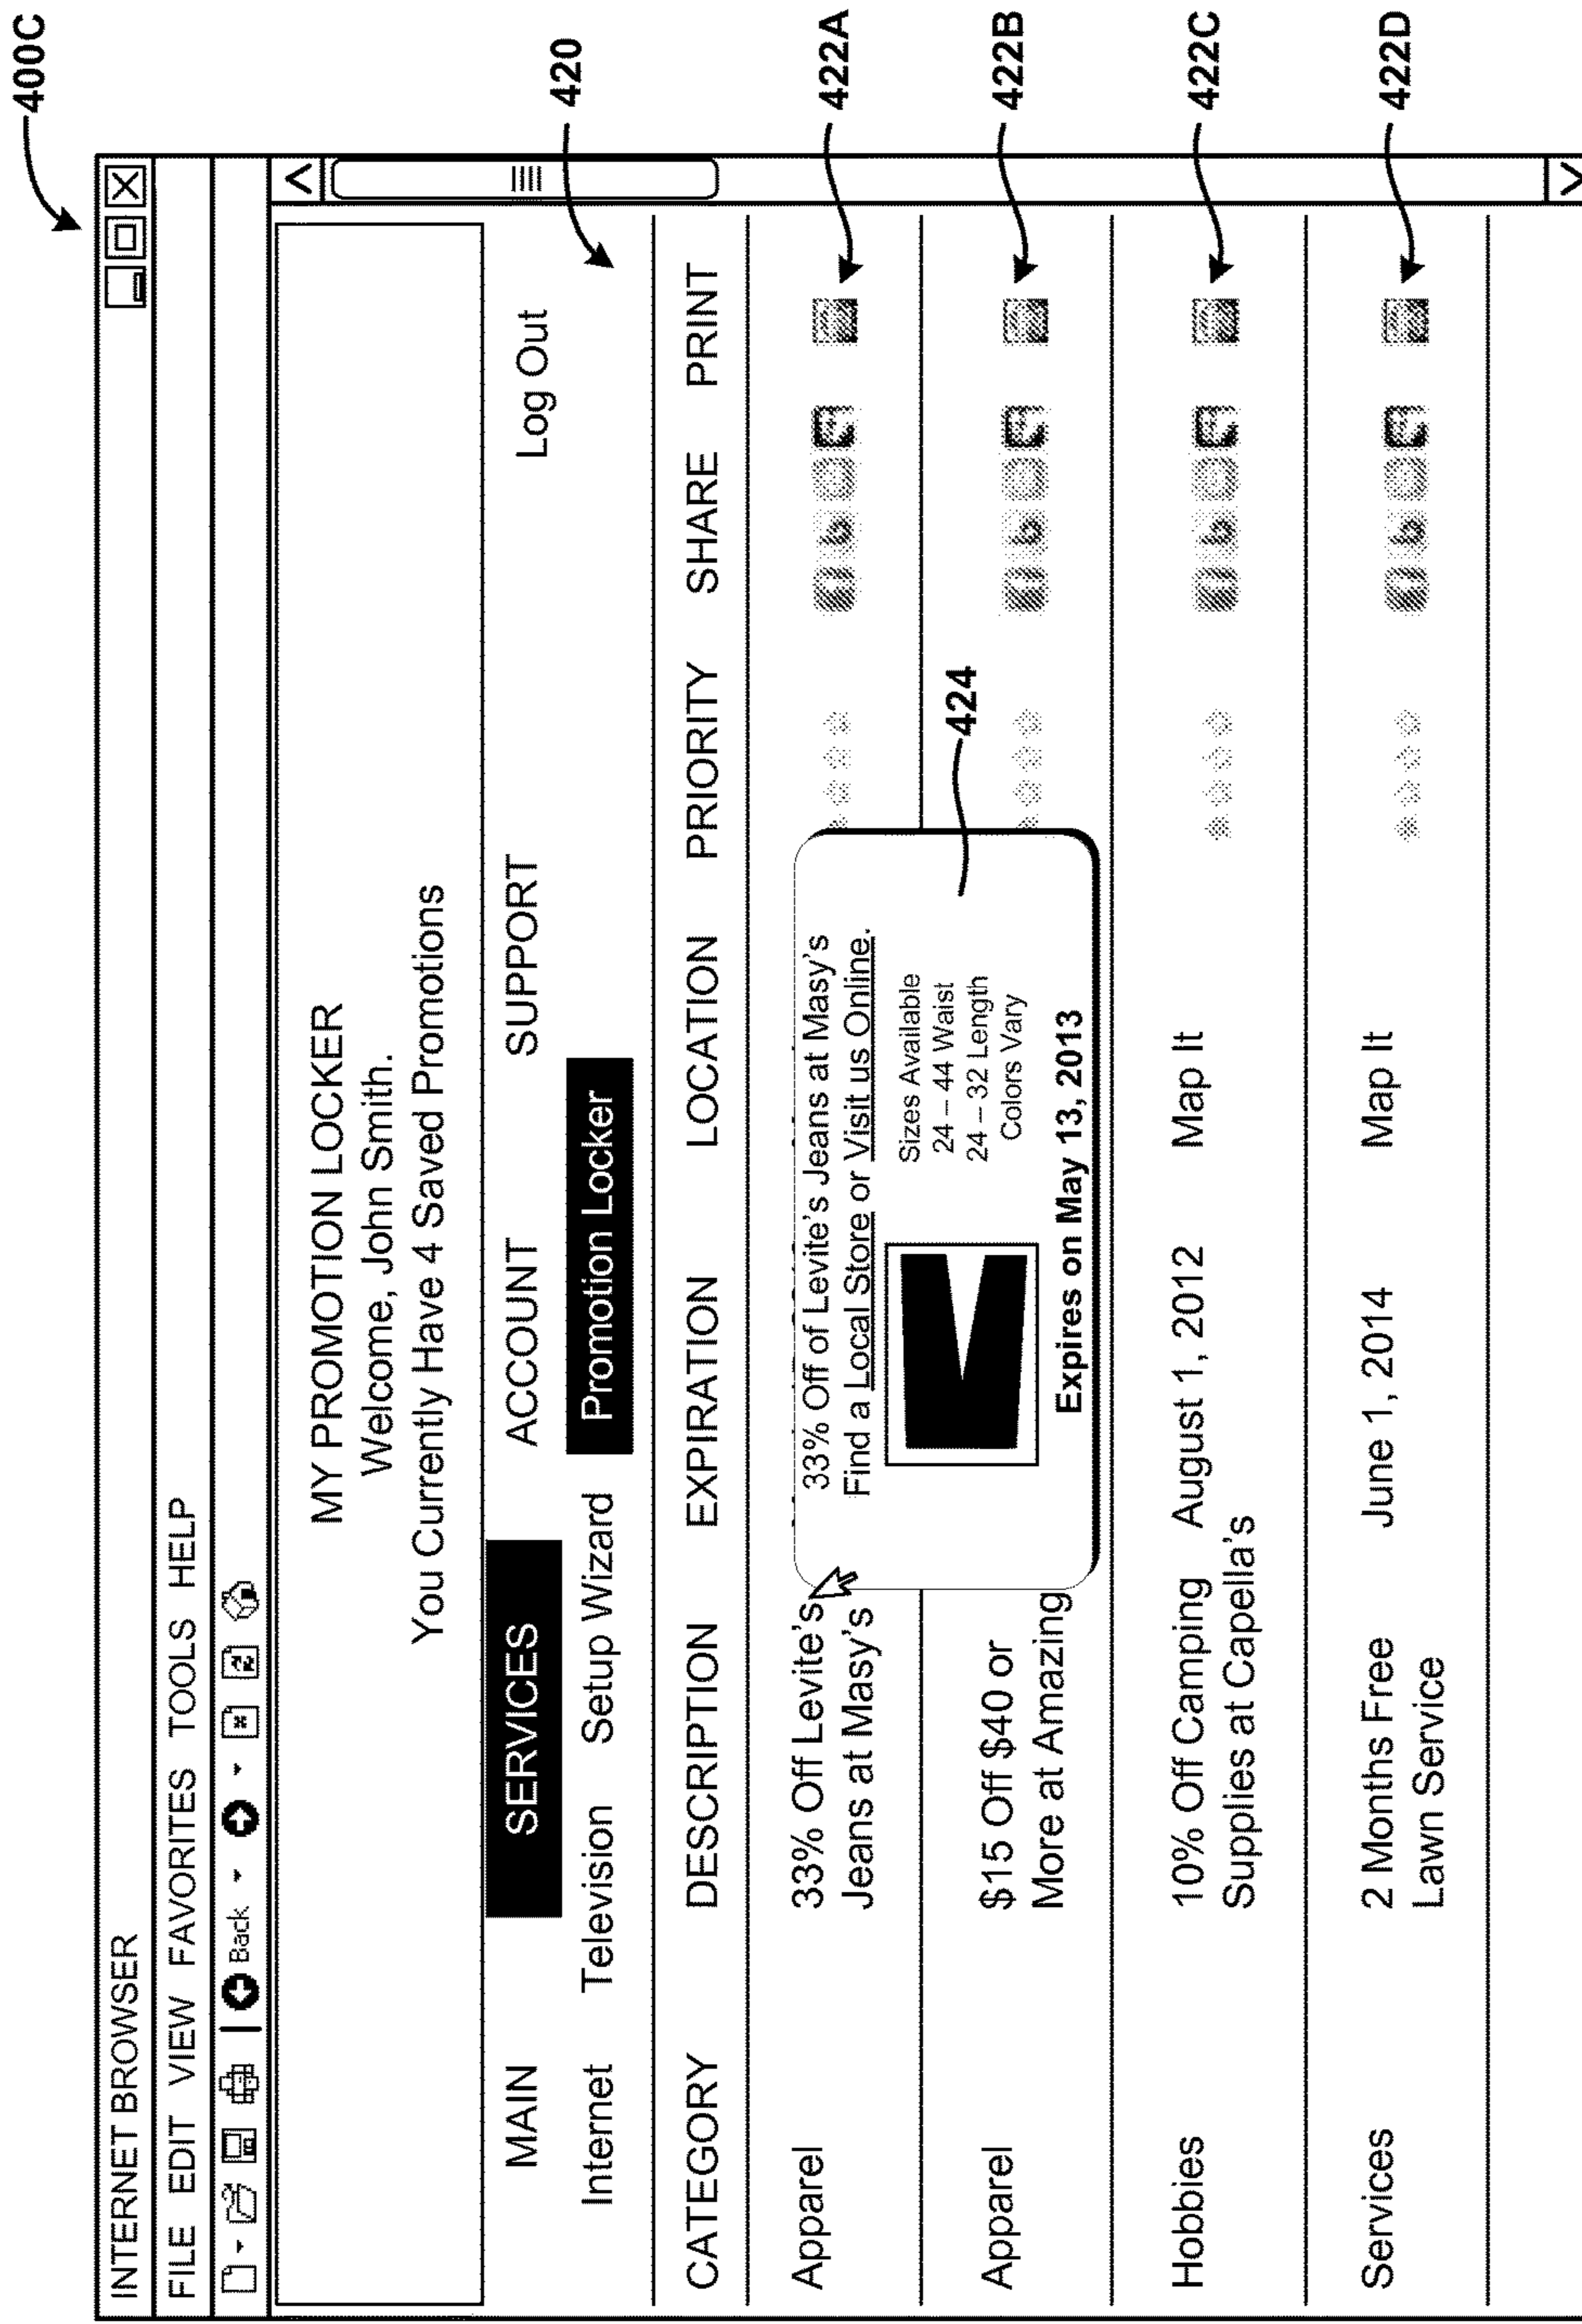 400C
INTERNET BROWSER
FILE EDIT VIEW FAVORITES TOOLS HELP
Back
MY PROMOTION LOCKER
Welcome, John Smith.
You Currently Have 4 Saved Promotions
MAIN SERVICES ACCOUNT SUPPORT Log Out
420
Internet Television Setup Wizard Promotion Locker
CATEGORY DESCRIPTION EXPIRATION LOCATION PRIORITY SHARE PRINT
Apparel 33% Off Levite's
Jeans at Masy's
422A
33% Off of Levite's Jeans at Masy's
Find a Local Store or Visit us Online.
Sizes Available
24 – 44 Waist
24 – 32 Length
Colors Vary
Expires on May 13, 2013
424
Apparel $15 Off $40 or
More at Amazing
422B
Hobbies 10% Off Camping August 1, 2012 Map It
Supplies at Capella's
422C
Services 2 Months Free June 1, 2014 Map It
Lawn Service
422D